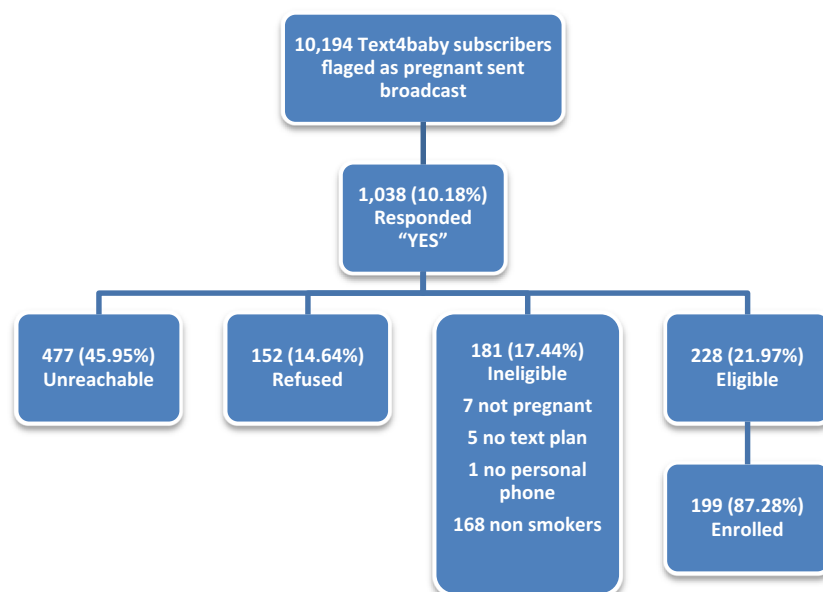 10,194 Text4baby subscribers
flaged as pregnant sent
broadcast
1,038 (10.18%)
Responded
“YES”
477 (45.95%)
Unreachable
152 (14.64%)
Refused
181 (17.44%)
Ineligible
7 not pregnant
5 no text plan
1 no personal
phone
168 non smokers
228 (21.97%)
Eligible
199 (87.28%)
Enrolled